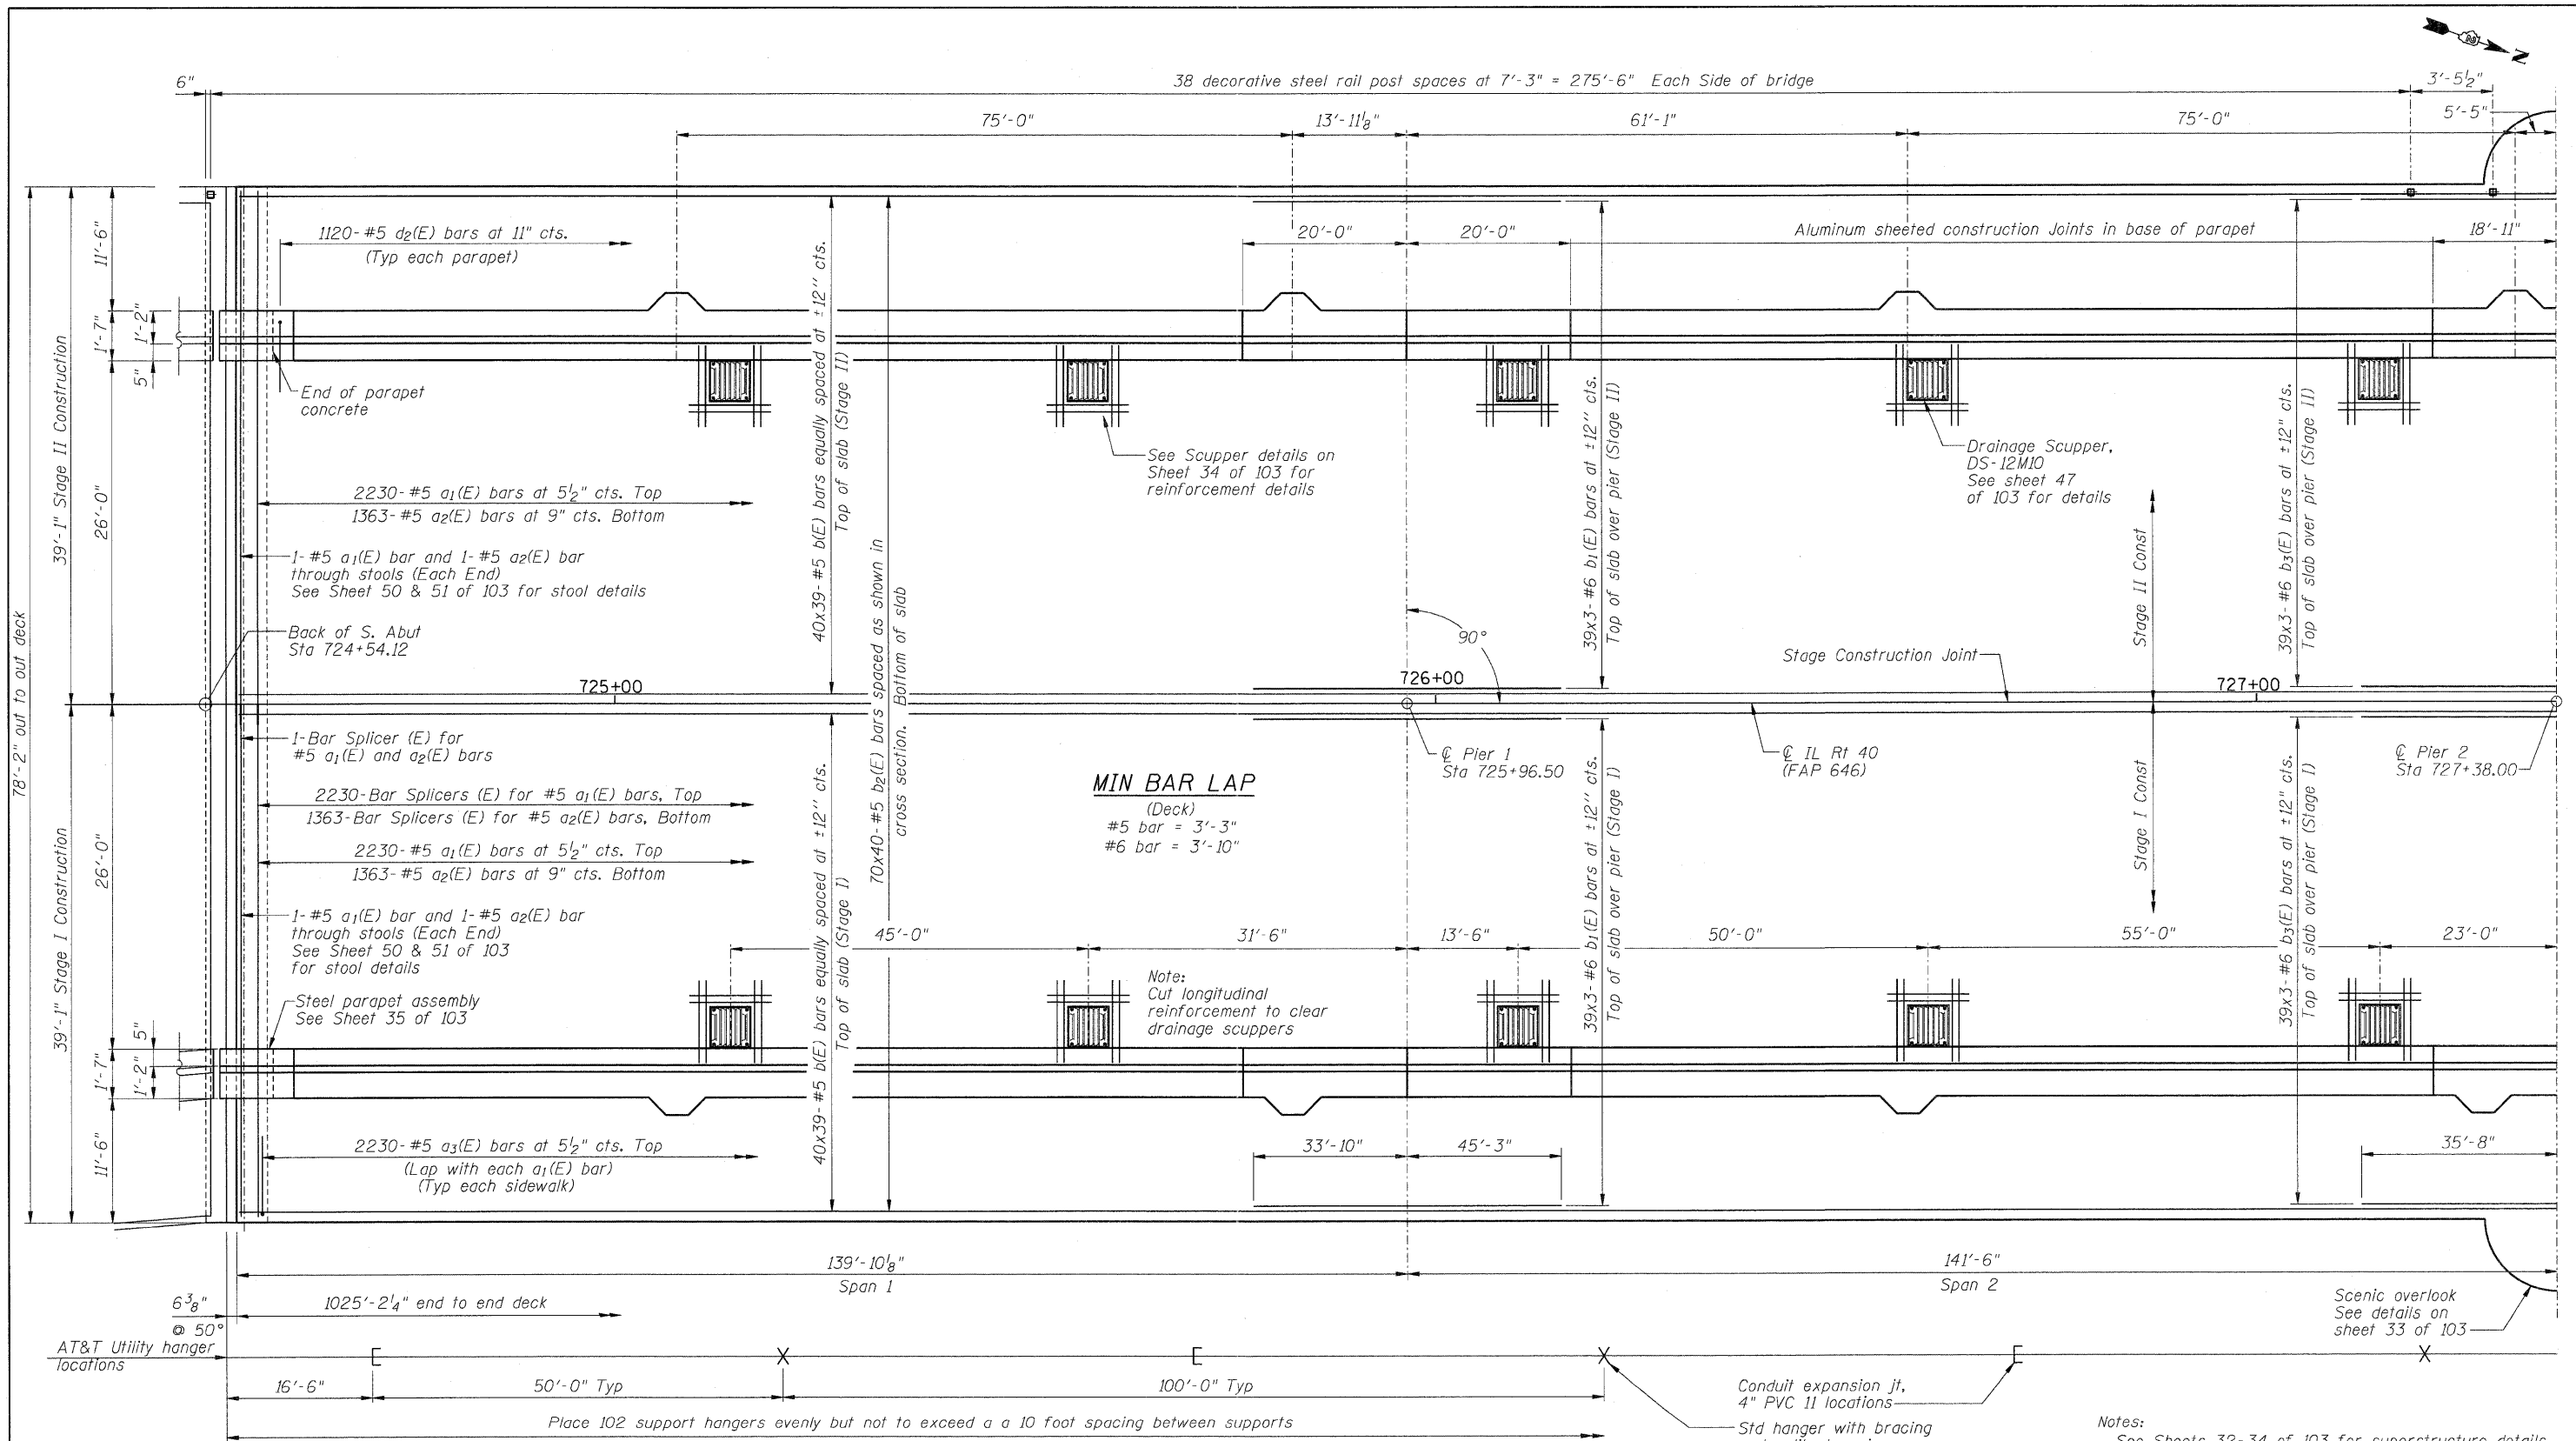 N
6"
38 decorative steel rail post spaces at 7'-3" = 275'-6" Each Side of bridge
3'-5½"
75'-0"
13'-11⅛"
61'-1"
75'-0"
5'-5"
1120-#5 d2(E) bars at 11" cts.
(Typ each parapet)
20'-0"
20'-0"
Aluminum sheeted construction Joints in base of parapet
18'-11"
11'-6"
1'-7"
1'-2"
5"
26'-0"
39'-1" Stage II Construction
78'-2" out to out deck
End of parapet
concrete
40x39-#5 b(E) bars equally spaced at ±12" cts.
Top of slab (Stage II)
70x40-#5 b2(E) bars spaced as shown in
cross section. Bottom of slab
39x3-#6 b1(E) bars at ±12" cts.
Top of slab over pier (Stage II)
39x3-#6 b3(E) bars at ±12" cts.
Top of slab over pier (Stage II)
See Scupper details on
Sheet 34 of 103 for
reinforcement details
Drainage Scupper,
DS-12M10
See sheet 47
of 103 for details
2230-#5 a1(E) bars at 5½" cts. Top
1363-#5 a2(E) bars at 9" cts. Bottom
1-#5 a1(E) bar and 1-#5 a2(E) bar
through stools (Each End)
See Sheet 50 & 51 of 103 for stool details
Back of S. Abut
Sta 724+54.12
Stage II Const
90°
Stage Construction Joint
725+00
726+00
727+00
1-Bar Splicer (E) for
#5 a1(E) and a2(E) bars
℄ Pier 1
Sta 725+96.50
℄ IL Rt 40
(FAP 646)
℄ Pier 2
Sta 727+38.00
MIN BAR LAP
(Deck)
#5 bar = 3'-3"
#6 bar = 3'-10"
2230-Bar Splicers (E) for #5 a1(E) bars, Top
1363-Bar Splicers (E) for #5 a2(E) bars, Bottom
2230-#5 a1(E) bars at 5½" cts. Top
1363-#5 a2(E) bars at 9" cts. Bottom
Stage I Const
1-#5 a1(E) bar and 1-#5 a2(E) bar
through stools (Each End)
See Sheet 50 & 51 of 103
for stool details
39'-1" Stage I Construction
26'-0"
5"
1'-7"
1'-2"
11'-6"
40x39-#5 b(E) bars equally spaced at ±12" cts.
Top of slab (Stage I)
39x3-#6 b1(E) bars at ±12" cts.
Top of slab over pier (Stage I)
39x3-#6 b3(E) bars at ±12" cts.
Top of slab over pier (Stage I)
45'-0"
31'-6"
13'-6"
50'-0"
55'-0"
23'-0"
Steel parapet assembly
See Sheet 35 of 103
Note:
Cut longitudinal
reinforcement to clear
drainage scuppers
2230-#5 a3(E) bars at 5½" cts. Top
(Lap with each a1(E) bar)
(Typ each sidewalk)
33'-10"
45'-3"
35'-8"
139'-10⅛"
Span 1
141'-6"
Span 2
6⅜"
@ 50°
1025'-2¼" end to end deck
Scenic overlook
See details on
sheet 33 of 103
AT&T Utility hanger
locations
E
X
E
X
E
X
16'-6"
50'-0" Typ
100'-0" Typ
Conduit expansion jt,
4" PVC 11 locations
Place 102 support hangers evenly but not to exceed a a 10 foot spacing between supports
Std hanger with bracing
Notes:
See Sheets 32-34 of 103 for superstructure details